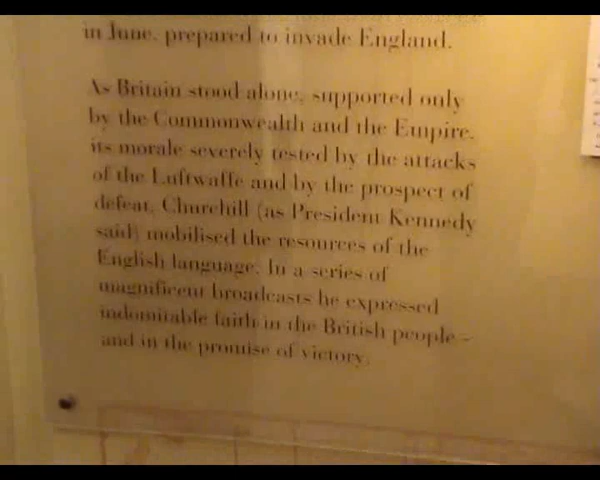 in June, prepared to invade England.
As Britain stood alone, supported only
by the Commonwealth and the Empire,
its morale severely tested by the attacks
of the Luftwaffe and by the prospect of
defeat, Churchill (as President Kennedy
said) mobilised the resources of the
English language. In a series of
magnificent broadcasts he expressed
indomitable faith in the British people –
and in the promise of victory.